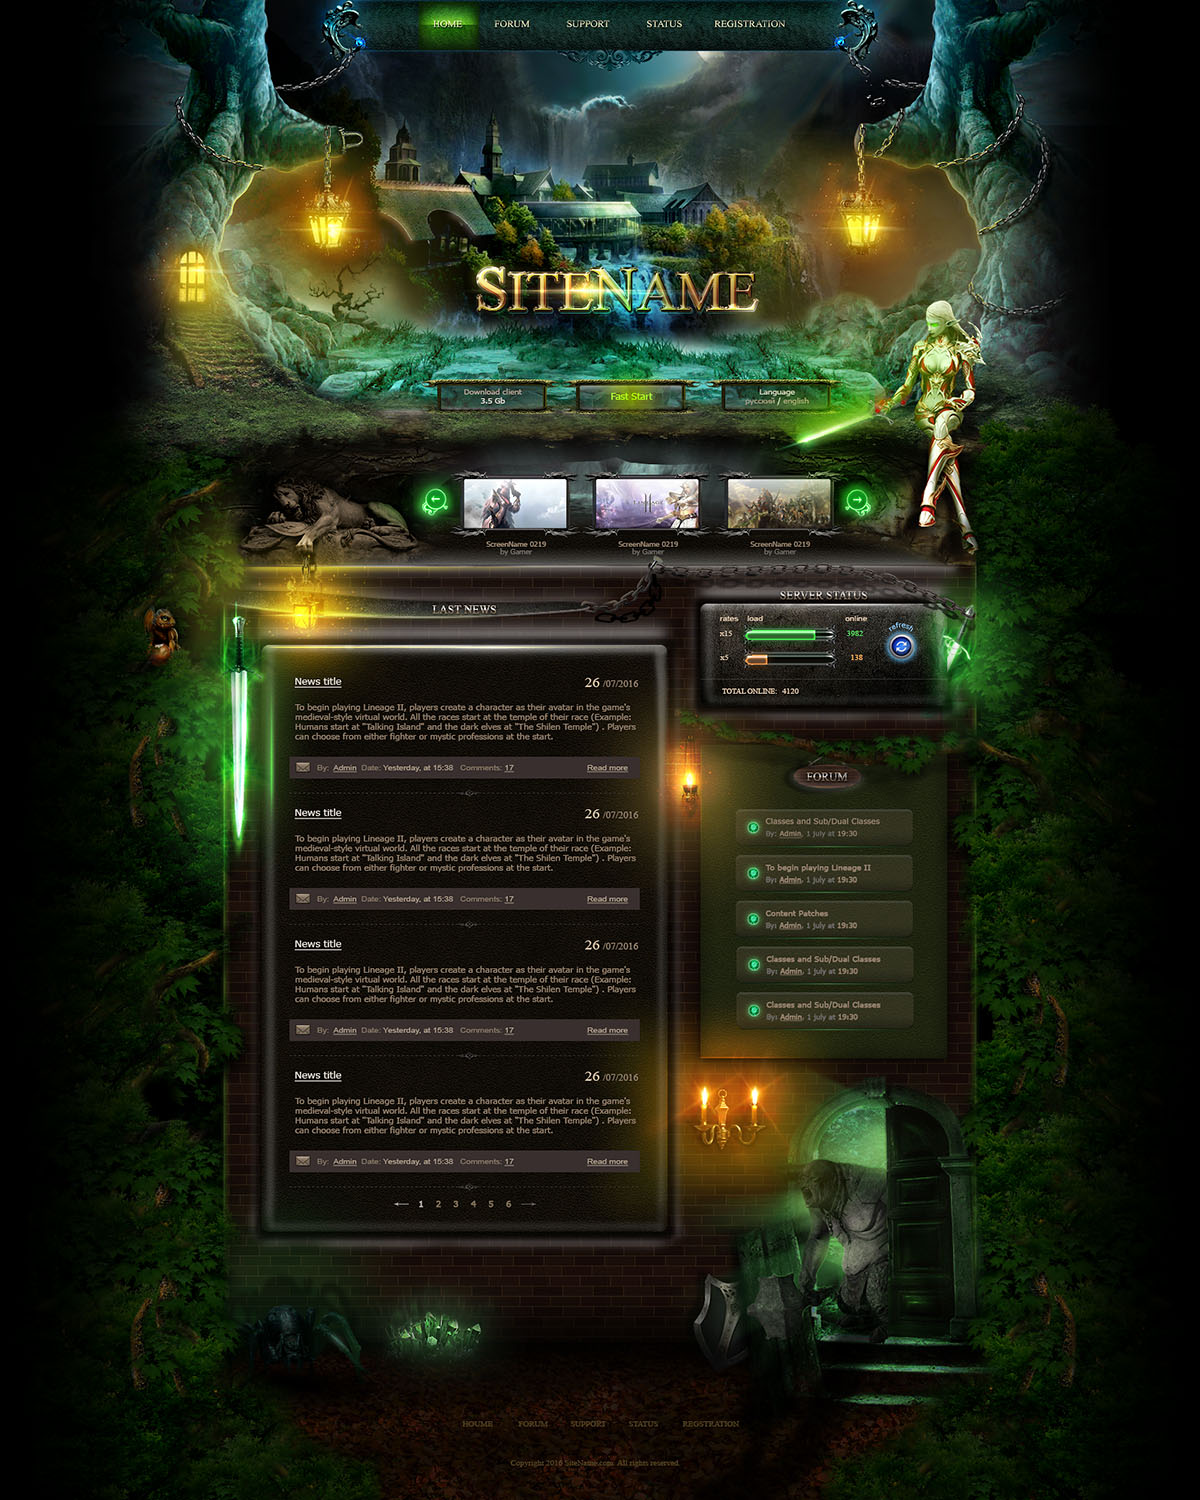 HOME FORUM SUPPORT STATUS REGISTRATION
SITENAME
Download client
3.5 Gb
Fast Start
Language
русский / english
ScreenName 0219
by Gamer
ScreenName 0219
by Gamer
ScreenName 0219
by Gamer
LAST NEWS
News title 26 /07/2016
To begin playing Lineage II, players create a character as their avatar in the game's
medieval-style virtual world. All the races start at the temple of their race (Example:
Humans start at "Talking Island" and the dark elves at "The Shilen Temple") . Players
can choose from either fighter or mystic professions at the start.
By: Admin Date: Yesterday, at 15:38 Comments: 17 Read more
News title 26 /07/2016
To begin playing Lineage II, players create a character as their avatar in the game's
medieval-style virtual world. All the races start at the temple of their race (Example:
Humans start at "Talking Island" and the dark elves at "The Shilen Temple") . Players
can choose from either fighter or mystic professions at the start.
By: Admin Date: Yesterday, at 15:38 Comments: 17 Read more
News title 26 /07/2016
To begin playing Lineage II, players create a character as their avatar in the game's
medieval-style virtual world. All the races start at the temple of their race (Example:
Humans start at "Talking Island" and the dark elves at "The Shilen Temple") . Players
can choose from either fighter or mystic professions at the start.
By: Admin Date: Yesterday, at 15:38 Comments: 17 Read more
News title 26 /07/2016
To begin playing Lineage II, players create a character as their avatar in the game's
medieval-style virtual world. All the races start at the temple of their race (Example:
Humans start at "Talking Island" and the dark elves at "The Shilen Temple") . Players
can choose from either fighter or mystic professions at the start.
By: Admin Date: Yesterday, at 15:38 Comments: 17 Read more
1 2 3 4 5 6
SERVER STATUS
rates load online
x15 3982
refresh
x5 138
TOTAL ONLINE: 4120
FORUM
Classes and Sub/Dual Classes
By: Admin, 1 july at 19:30
To begin playing Lineage II
By: Admin, 1 july at 19:30
Content Patches
By: Admin, 1 july at 19:30
Classes and Sub/Dual Classes
By: Admin, 1 july at 19:30
Classes and Sub/Dual Classes
By: Admin, 1 july at 19:30
HOUME FORUM SUPPORT STATUS REGSTRATION
Copyright 2016 SiteName.com. All rights reserved.